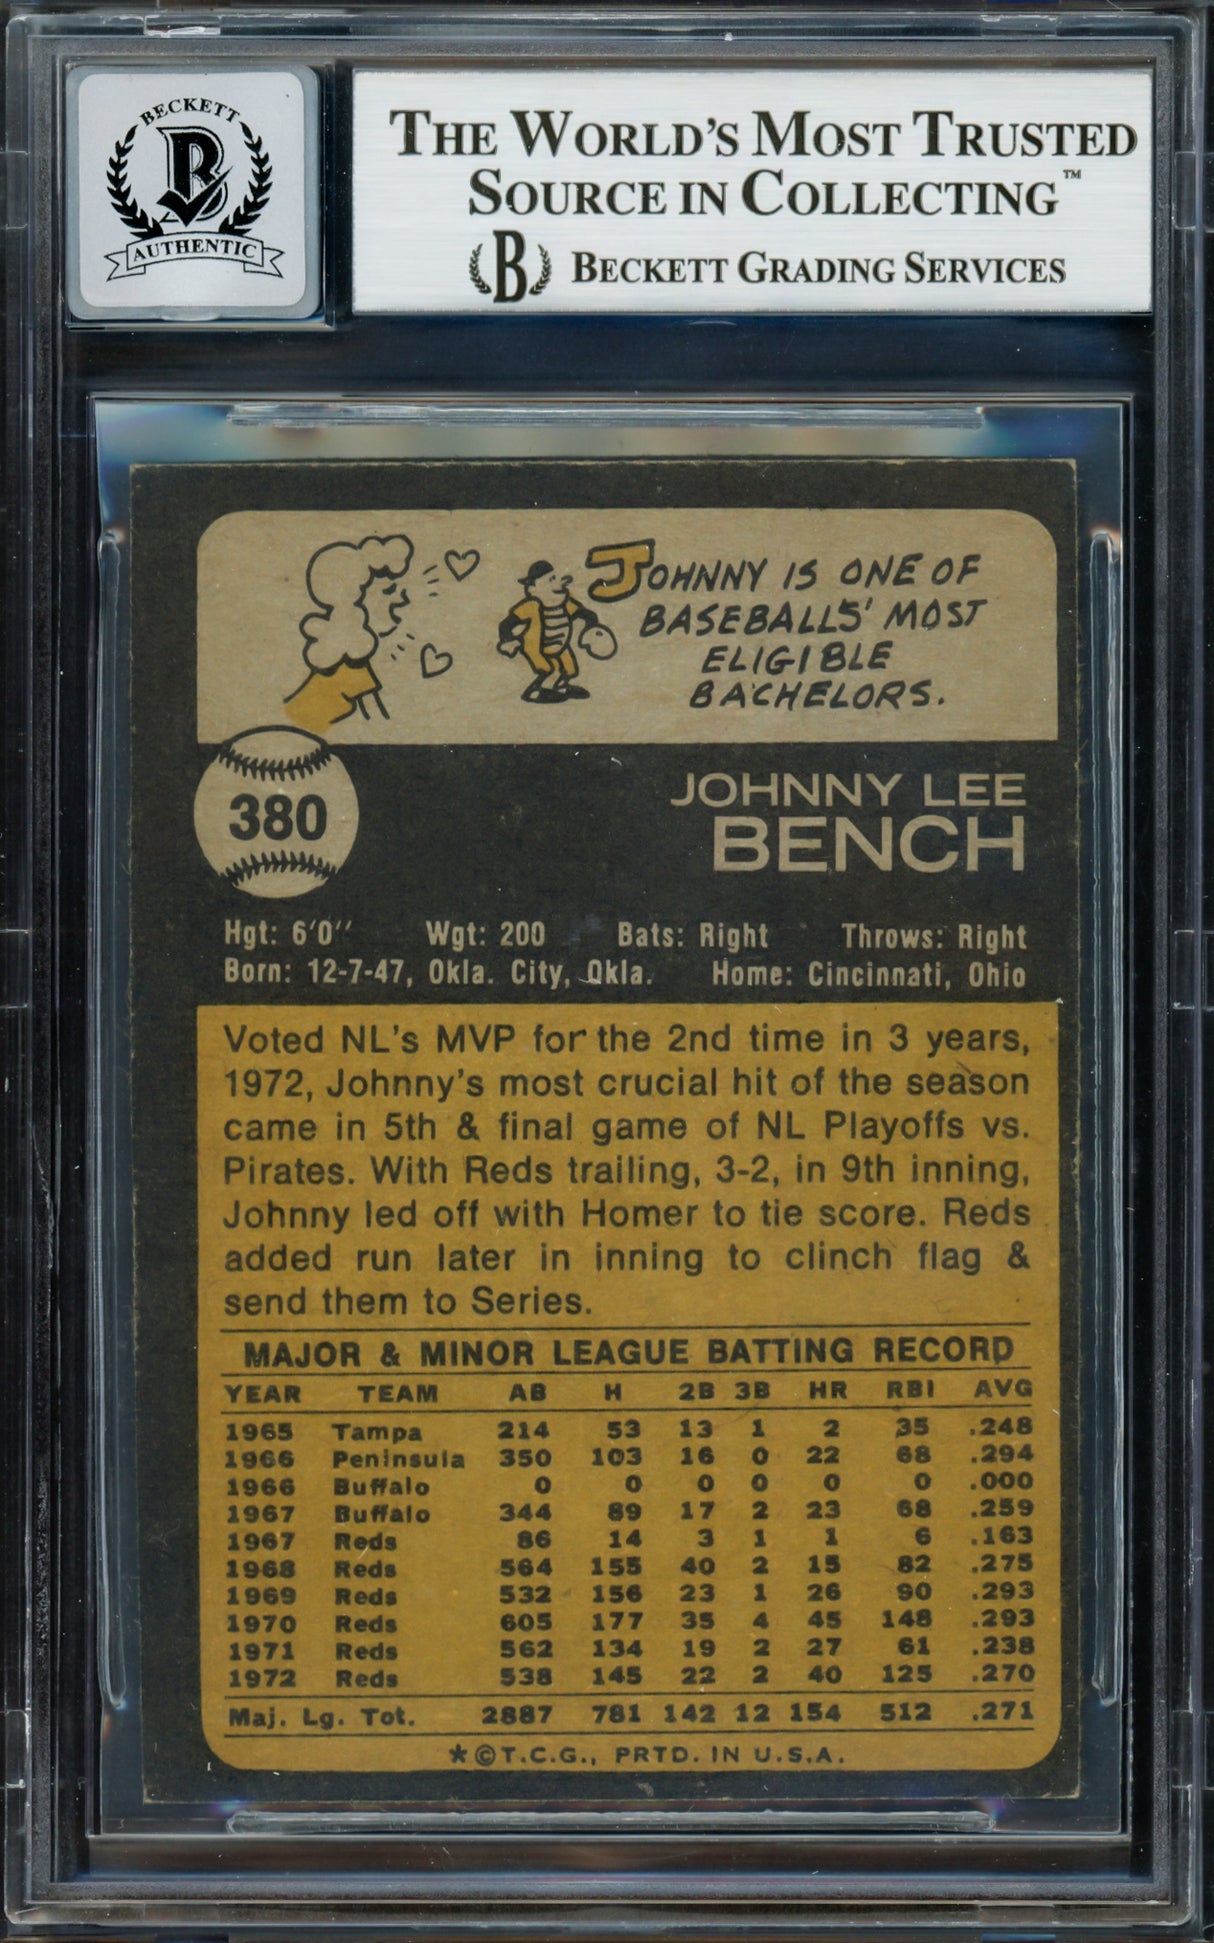 BECKETT
B
AUTHENTIC
THE WORLD'S MOST TRUSTED
SOURCE IN COLLECTING™
B BECKETT GRADING SERVICES
JOHNNY IS ONE OF
BASEBALLS' MOST
ELIGIBLE
BACHELORS.
380
JOHNNY LEE
BENCH
Hgt: 6'0" Wgt: 200 Bats: Right Throws: Right
Born: 12-7-47, Okla. City, Okla. Home: Cincinnati, Ohio
Voted NL's MVP for the 2nd time in 3 years,
1972, Johnny's most crucial hit of the season
came in 5th & final game of NL Playoffs vs.
Pirates. With Reds trailing, 3-2, in 9th inning,
Johnny led off with Homer to tie score. Reds
added run later in inning to clinch flag &
send them to Series.
MAJOR & MINOR LEAGUE BATTING RECORD
YEAR TEAM AB H 2B 3B HR RBI AVG
1965 Tampa 214 53 13 1 2 35 .248
1966 Peninsula 350 103 16 0 22 68 .294
1966 Buffalo 0 0 0 0 0 0 .000
1967 Buffalo 344 89 17 2 23 68 .259
1967 Reds 86 14 3 1 1 6 .163
1968 Reds 564 155 40 2 15 82 .275
1969 Reds 532 156 23 1 26 90 .293
1970 Reds 605 177 35 4 45 148 .293
1971 Reds 562 134 19 2 27 61 .238
1972 Reds 538 145 22 2 40 125 .270
Maj. Lg. Tot. 2887 781 142 12 154 512 .271
*©T.C.G., PRTD. IN U.S.A.